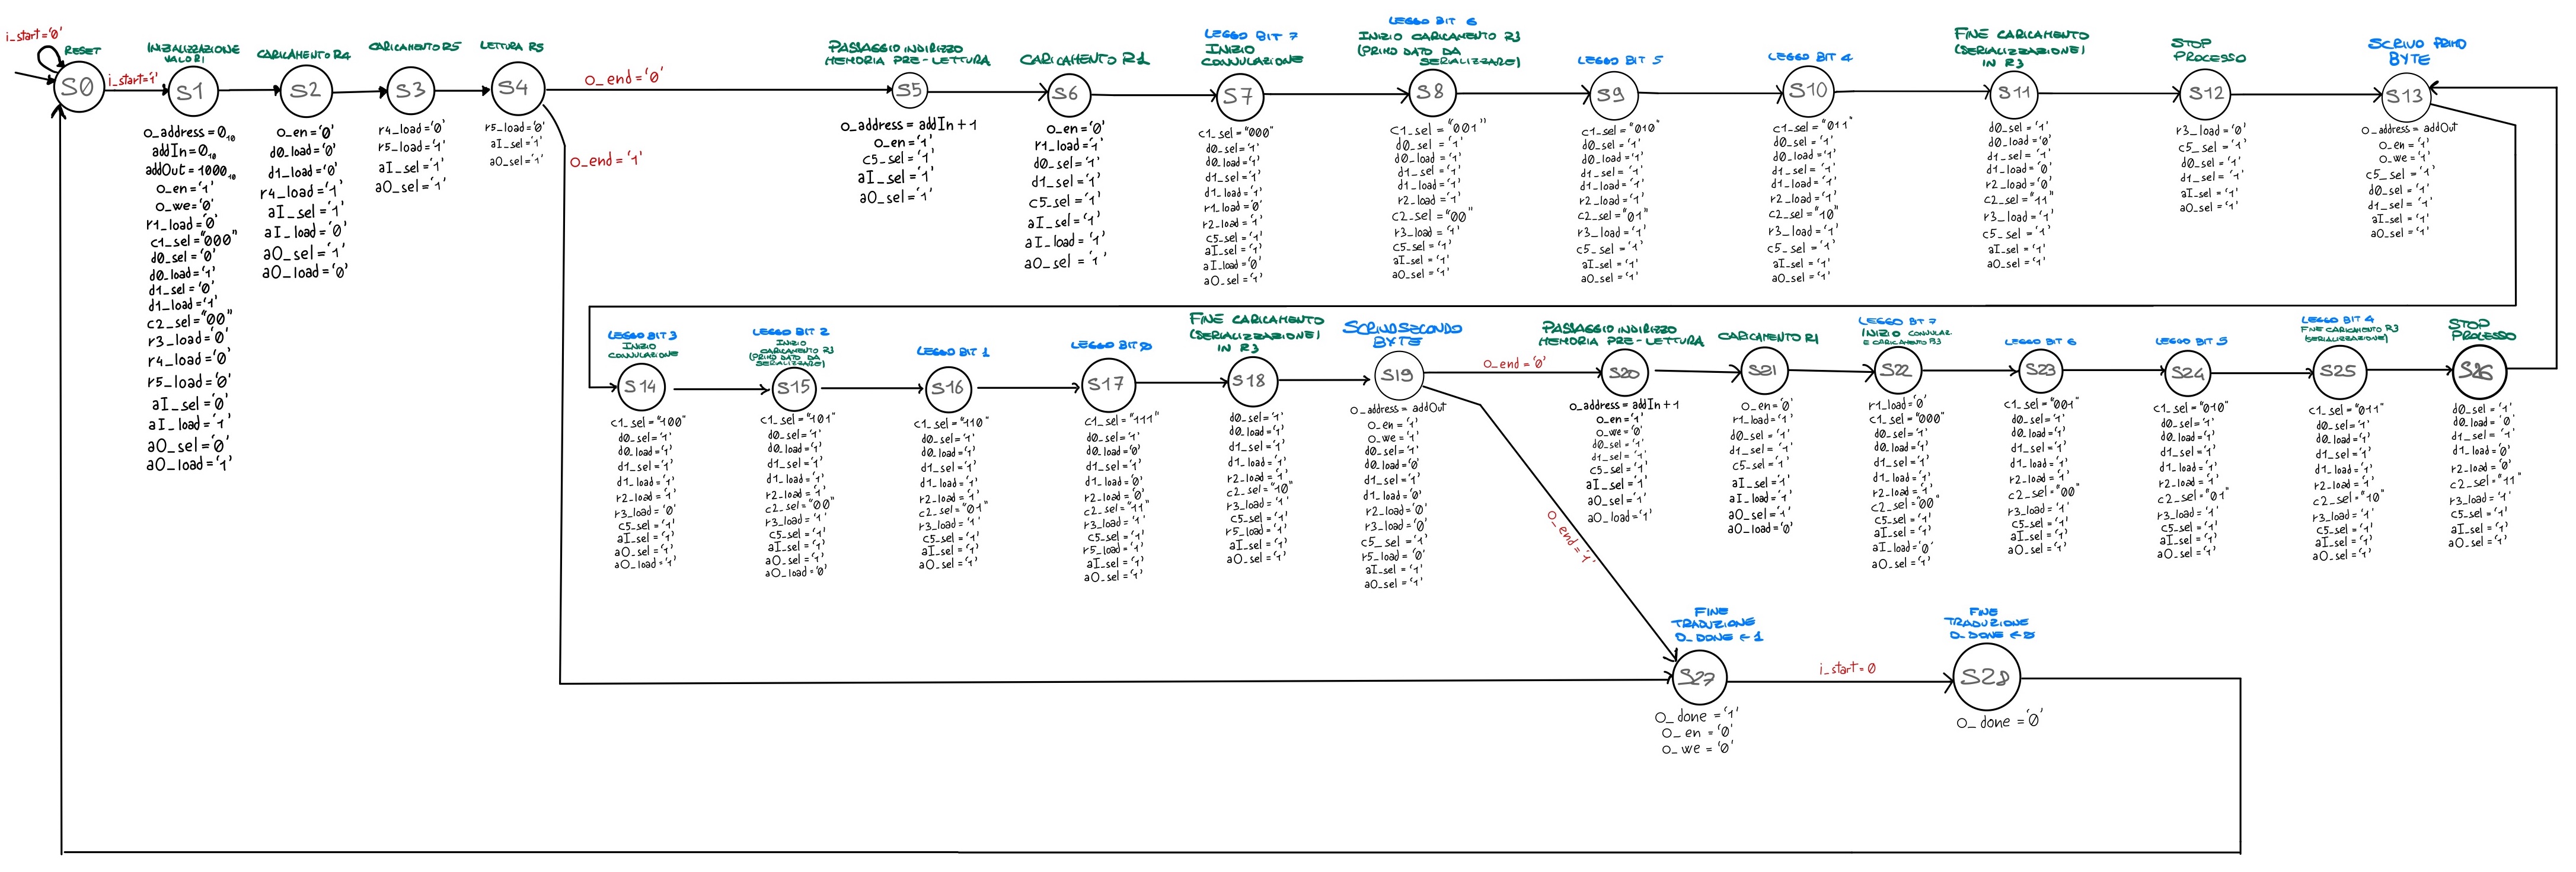 i_start='0'
RESET
S0
i_start='1'
INIZIALIZZAZIONE
VALORI
S1
o_address = 0₁₀
addIn = 0₁₀
addOut = 1000₁₀
o_en = '1'
o_we = '0'
r1_load = '0'
c1_sel = "000"
d0_sel = '0'
d0_load = '1'
d1_sel = '0'
d1_load = '1'
c2_sel = "00"
r3_load = '0'
r4_load = '0'
r5_load = '0'
aI_sel = '0'
aI_load = '1'
aO_sel = '0'
aO_load = '1'
CARICAMENTO R4
S2
o_en = '0'
d0_load = '0'
d1_load = '0'
r4_load = '1'
aI_sel = '1'
aI_load = '0'
aO_sel = '1'
aO_load = '0'
CARICAMENTO R5
S3
r4_load = '0'
r5_load = '1'
aI_sel = '1'
aO_sel = '1'
LETTURA R5
S4
r5_load = '0'
aI_sel = '1'
aO_sel = '1'
o_end = '0'
o_end = '1'
PASSAGGIO INDIRIZZO
MEMORIA PRE-LETTURA
S5
o_address = addIn + 1
o_en = '1'
c5_sel = '1'
aI_sel = '1'
aO_sel = '1'
CARICAMENTO R1
S6
o_en = '0'
r1_load = '1'
d0_sel = '1'
d1_sel = '1'
c5_sel = '1'
aI_sel = '1'
aI_load = '1'
aO_sel = '1'
LEGGO BIT 7
INIZIO
CONVULAZIONE
S7
c1_sel = "000"
d0_sel = '1'
d0_load = '1'
d1_sel = '1'
d1_load = '1'
r1_load = '0'
r2_load = '1'
c5_sel = '1'
aI_sel = '1'
aI_load = '0'
aO_sel = '1'
LEGGO BIT 6
INIZIO CARICAMENTO R3
(PRIMO DATO DA
SERIALIZZARE)
S8
c1_sel = "001"
d0_sel = '1'
d0_load = '1'
d1_sel = '1'
d1_load = '1'
r2_load = '1'
c2_sel = "00"
r3_load = '1'
c5_sel = '1'
aI_sel = '1'
aO_sel = '1'
LEGGO BIT 5
S9
c1_sel = "010"
d0_sel = '1'
d0_load = '1'
d1_sel = '1'
d1_load = '1'
r2_load = '1'
c2_sel = "01"
r3_load = '1'
c5_sel = '1'
aI_sel = '1'
aO_sel = '1'
LEGGO BIT 4
S10
c1_sel = "011"
d0_sel = '1'
d0_load = '1'
d1_sel = '1'
d1_load = '1'
r2_load = '1'
c2_sel = "10"
r3_load = '1'
c5_sel = '1'
aI_sel = '1'
aO_sel = '1'
FINE CARICAMENTO
(SERIALIZZAZIONE)
IN R3
S11
d0_sel = '1'
d0_load = '0'
d1_sel = '1'
d1_load = '0'
r2_load = '0'
c2_sel = "11"
r3_load = '1'
c5_sel = '1'
aI_sel = '1'
aO_sel = '1'
STOP
PROCESSO
S12
r3_load = '0'
c5_sel = '1'
d0_sel = '1'
d1_sel = '1'
aI_sel = '1'
aO_sel = '1'
SCRIVO PRIMO
BYTE
S13
o_address = addOut
o_en = '1'
o_we = '1'
c5_sel = '1'
d0_sel = '1'
d1_sel = '1'
aI_sel = '1'
aO_sel = '1'
LEGGO BIT 3
INIZIO
CONVULAZIONE
S14
c1_sel = "100"
d0_sel = '1'
d0_load = '1'
d1_sel = '1'
d1_load = '1'
r2_load = '1'
r3_load = '0'
c5_sel = '1'
aI_sel = '1'
aO_sel = '1'
aO_load = '1'
LEGGO BIT 2
INIZIO
CARICAMENTO R3
(PRIMO DATO DA
SERIALIZZARE)
S15
c1_sel = "101"
d0_sel = '1'
d0_load = '1'
d1_sel = '1'
d1_load = '1'
r2_load = '1'
c2_sel = "00"
r3_load = '1'
c5_sel = '1'
aI_sel = '1'
aO_sel = '1'
aO_load = '0'
LEGGO BIT 1
S16
c1_sel = "110"
d0_sel = '1'
d0_load = '1'
d1_sel = '1'
d1_load = '1'
r2_load = '1'
c2_sel = "01"
r3_load = '1'
c5_sel = '1'
aI_sel = '1'
aO_sel = '1'
LEGGO BIT 0
S17
c1_sel = "111"
d0_sel = '1'
d0_load = '0'
d1_sel = '1'
d1_load = '0'
r2_load = '0'
c2_sel = "11"
r3_load = '1'
c5_sel = '1'
r5_load = '1'
aI_sel = '1'
aO_sel = '1'
FINE CARICAMENTO
(SERIALIZZAZIONE)
IN R3
S18
d0_sel = '1'
d0_load = '1'
d1_sel = '1'
d1_load = '1'
r2_load = '1'
c2_sel = "10"
r3_load = '1'
c5_sel = '1'
r5_load = '1'
aI_sel = '1'
aO_sel = '1'
SCRIVO SECONDO
BYTE
S19
o_address = addOut
o_en = '1'
o_we = '1'
d0_sel = '1'
d0_load = '0'
d1_sel = '1'
d1_load = '0'
r2_load = '0'
r3_load = '0'
c5_sel = '1'
r5_load = '0'
aI_sel = '1'
aO_sel = '1'
o_end = '0'
o_end = '1'
PASSAGGIO INDIRIZZO
MEMORIA PRE-LETTURA
S20
o_address = addIn + 1
o_en = '1'
o_we = '0'
d0_sel = '1'
d1_sel = '1'
c5_sel = '1'
aI_sel = '1'
aO_sel = '1'
aO_load = '1'
CARICAMENTO R1
S21
o_en = '0'
r1_load = '1'
d0_sel = '1'
d1_sel = '1'
c5_sel = '1'
aI_sel = '1'
aI_load = '1'
aO_sel = '1'
aO_load = '0'
LEGGO BIT 7
INIZIO CONVULAZ.
E CARICAMENTO R3
S22
r1_load = '0'
c1_sel = "000"
d0_sel = '1'
d0_load = '1'
d1_sel = '1'
d1_load = '1'
r2_load = '1'
c2_sel = "00"
c5_sel = '1'
aI_sel = '1'
aI_load = '0'
aO_sel = '1'
LEGGO BIT 6
S23
c1_sel = "001"
d0_sel = '1'
d0_load = '1'
d1_sel = '1'
d1_load = '1'
r2_load = '1'
c2_sel = "00"
r3_load = '1'
c5_sel = '1'
aI_sel = '1'
aO_sel = '1'
LEGGO BIT 5
S24
c1_sel = "010"
d0_sel = '1'
d0_load = '1'
d1_sel = '1'
d1_load = '1'
r2_load = '1'
c2_sel = "01"
r3_load = '1'
c5_sel = '1'
aI_sel = '1'
aO_sel = '1'
LEGGO BIT 4
FINE CARICAMENTO R3
(SERIALIZZAZIONE)
S25
c1_sel = "011"
d0_sel = '1'
d0_load = '1'
d1_sel = '1'
d1_load = '1'
r2_load = '1'
c2_sel = "10"
r3_load = '1'
c5_sel = '1'
aI_sel = '1'
aO_sel = '1'
STOP
PROCESSO
S26
d0_sel = '1'
d0_load = '0'
d1_sel = '1'
d1_load = '0'
r2_load = '0'
c2_sel = "11"
r3_load = '1'
c5_sel = '1'
aI_sel = '1'
aO_sel = '1'
FINE
TRADUZIONE
O_DONE ← 1
S27
o_done = '1'
o_en = '0'
o_we = '0'
i_start = 0
FINE
TRADUZIONE
O_DONE ← 0
S28
o_done = '0'